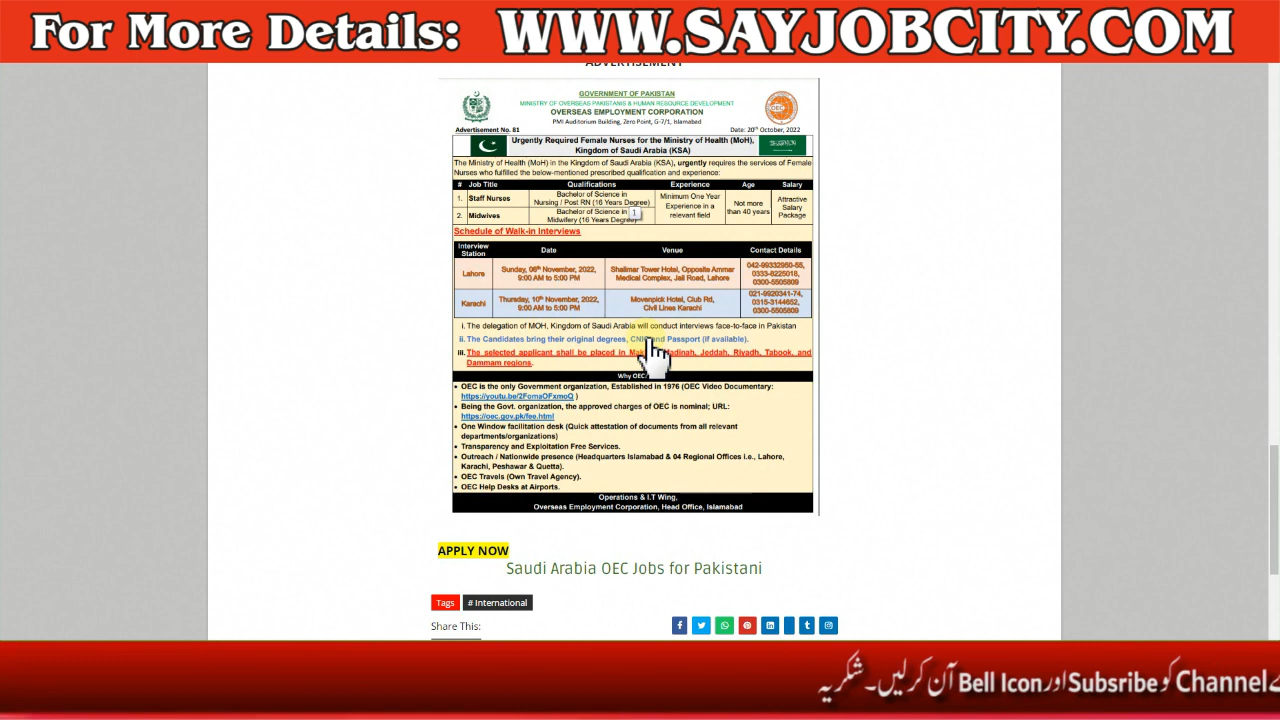 For More Details: WWW.SAYJOBCITY.COM
ADVERTISEMENT
GOVERNMENT OF PAKISTAN
MINISTRY OF OVERSEAS PAKISTANIS & HUMAN RESOURCE DEVELOPMENT
OVERSEAS EMPLOYMENT CORPORATION
PMI Auditorium Building, Zero Point, G-7/1, Islamabad
Advertisement No. 81
Date: 20th October, 2022
Urgently Required Female Nurses for the Ministry of Health (MoH),
Kingdom of Saudi Arabia (KSA)
The Ministry of Health (MoH) in the Kingdom of Saudi Arabia (KSA), urgently requires the services of Female
Nurses who fulfilled the below-mentioned prescribed qualification and experience:
# Job Title Qualifications Experience Age Salary
1. Staff Nurses
Bachelor of Science in
Nursing / Post RN (16 Years Degree)
2. Midwives
Bachelor of Science in
Midwifery (16 Years Degree)
1
Minimum One Year
Experience in a
relevant field
Not more
than 40 years
Attractive
Salary
Package
Schedule of Walk-in Interviews
Interview
Station
Date Venue Contact Details
Lahore
Sunday, 06th November, 2022,
9:00 AM to 5:00 PM
Shalimar Tower Hotel, Opposite Ammar
Medical Complex, Jail Road, Lahore
042-99332950-55,
0333-8225018,
0300-5505809
Karachi
Thursday, 10th November, 2022,
9:00 AM to 5:00 PM
Movenpick Hotel, Club Rd,
Civil Lines Karachi
021-9920341-74,
0315-3144652,
0300-5505809
i. The delegation of MOH, Kingdom of Saudi Arabia will conduct interviews face-to-face in Pakistan
ii. The Candidates bring their original degrees, CNIC and Passport (if available).
iii. The selected applicant shall be placed in Jeddah, Riyadh, Tabook, and
Dammam regions.
Why OEC
• OEC is the only Government organization, Established in 1976 (OEC Video Documentary:
https://youtu.be/2FomaOFxmoQ )
• Being the Govt. organization, the approved charges of OEC is nominal; URL:
https://oec.gov.pk/fee.html
• One Window facilitation desk (Quick attestation of documents from all relevant
departments/organizations)
• Transparency and Exploitation Free Services.
• Outreach / Nationwide presence (Headquarters Islamabad & 04 Regional Offices i.e., Lahore,
Karachi, Peshawar & Quetta).
• OEC Travels (Own Travel Agency).
• OEC Help Desks at Airports.
Operations & I.T Wing,
Overseas Employment Corporation, Head Office, Islamabad
APPLY NOW
Saudi Arabia OEC Jobs for Pakistani
Tags # International
Share This:
Channel کو Subsribe اور Bell Icon آن کرلیں۔ شکریہ